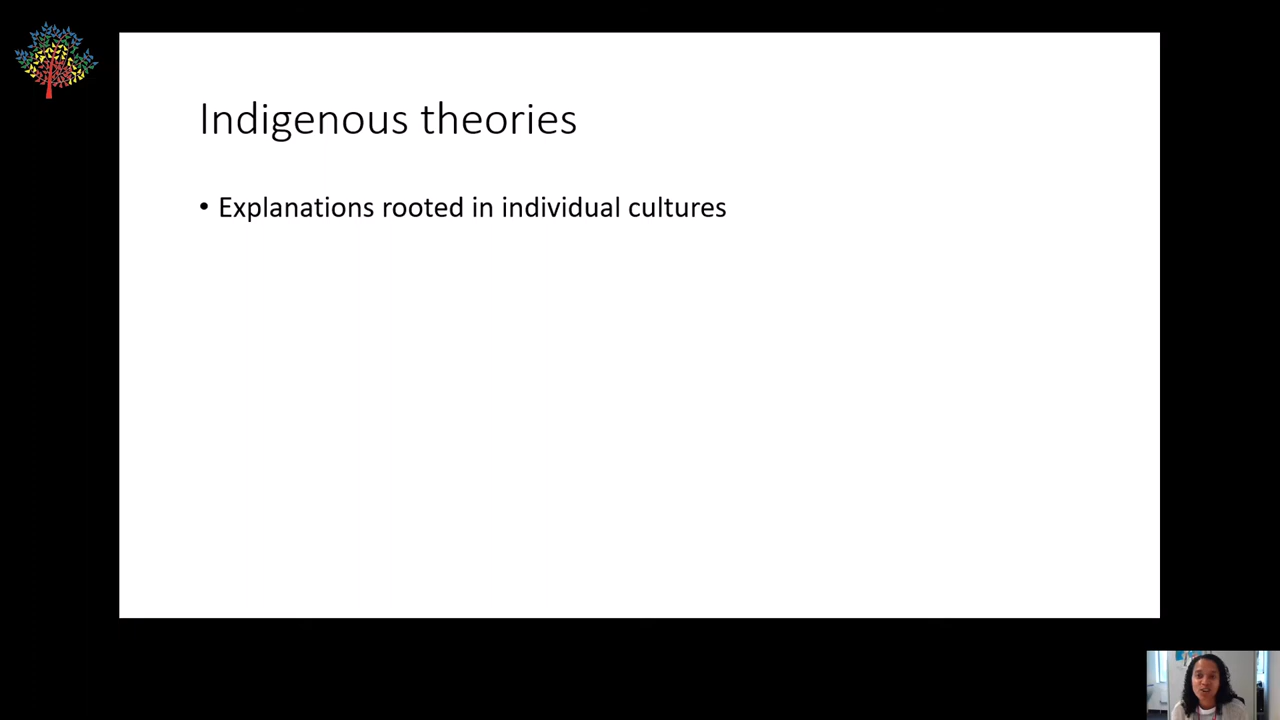 Indigenous theories
• Explanations rooted in individual cultures